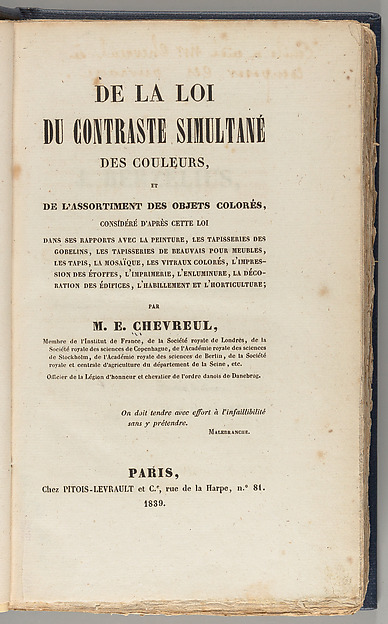 DE LA LOI
DU CONTRASTE SIMULTANÉ
DES COULEURS,
ET
DE L'ASSORTIMENT DES OBJETS COLORÉS,
CONSIDÉRÉ D'APRÈS CETTE LOI
DANS SES RAPPORTS AVEC LA PEINTURE, LES TAPISSERIES DES
GOBELINS, LES TAPISSERIES DE BEAUVAIS POUR MEUBLES,
LES TAPIS, LA MOSAÏQUE, LES VITRAUX COLORÉS, L'IMPRES-
SION DES ÉTOFFES, L'IMPRIMERIE, L'ENLUMINURE, LA DÉCO-
RATION DES ÉDIFICES, L'HABILLEMENT ET L'HORTICULTURE;
PAR
M. E. CHEVREUL,
Membre de l'Institut de France, de la Société royale de Londres, de la
Société royale des sciences de Copenhague, de l'Académie royale des sciences
de Stockholm, de l'Académie royale des sciences de Berlin, de la Société
royale et centrale d'agriculture du département de la Seine, etc.
Officier de la Légion d'honneur et chevalier de l'ordre danois de Danebrog.
On doit tendre avec effort à l'infaillibilité
sans y prétendre.
MALEBRANCHE.
PARIS,
Chez PITOIS-LEVRAULT et C.e, rue de la Harpe, n.o 81.
1839.